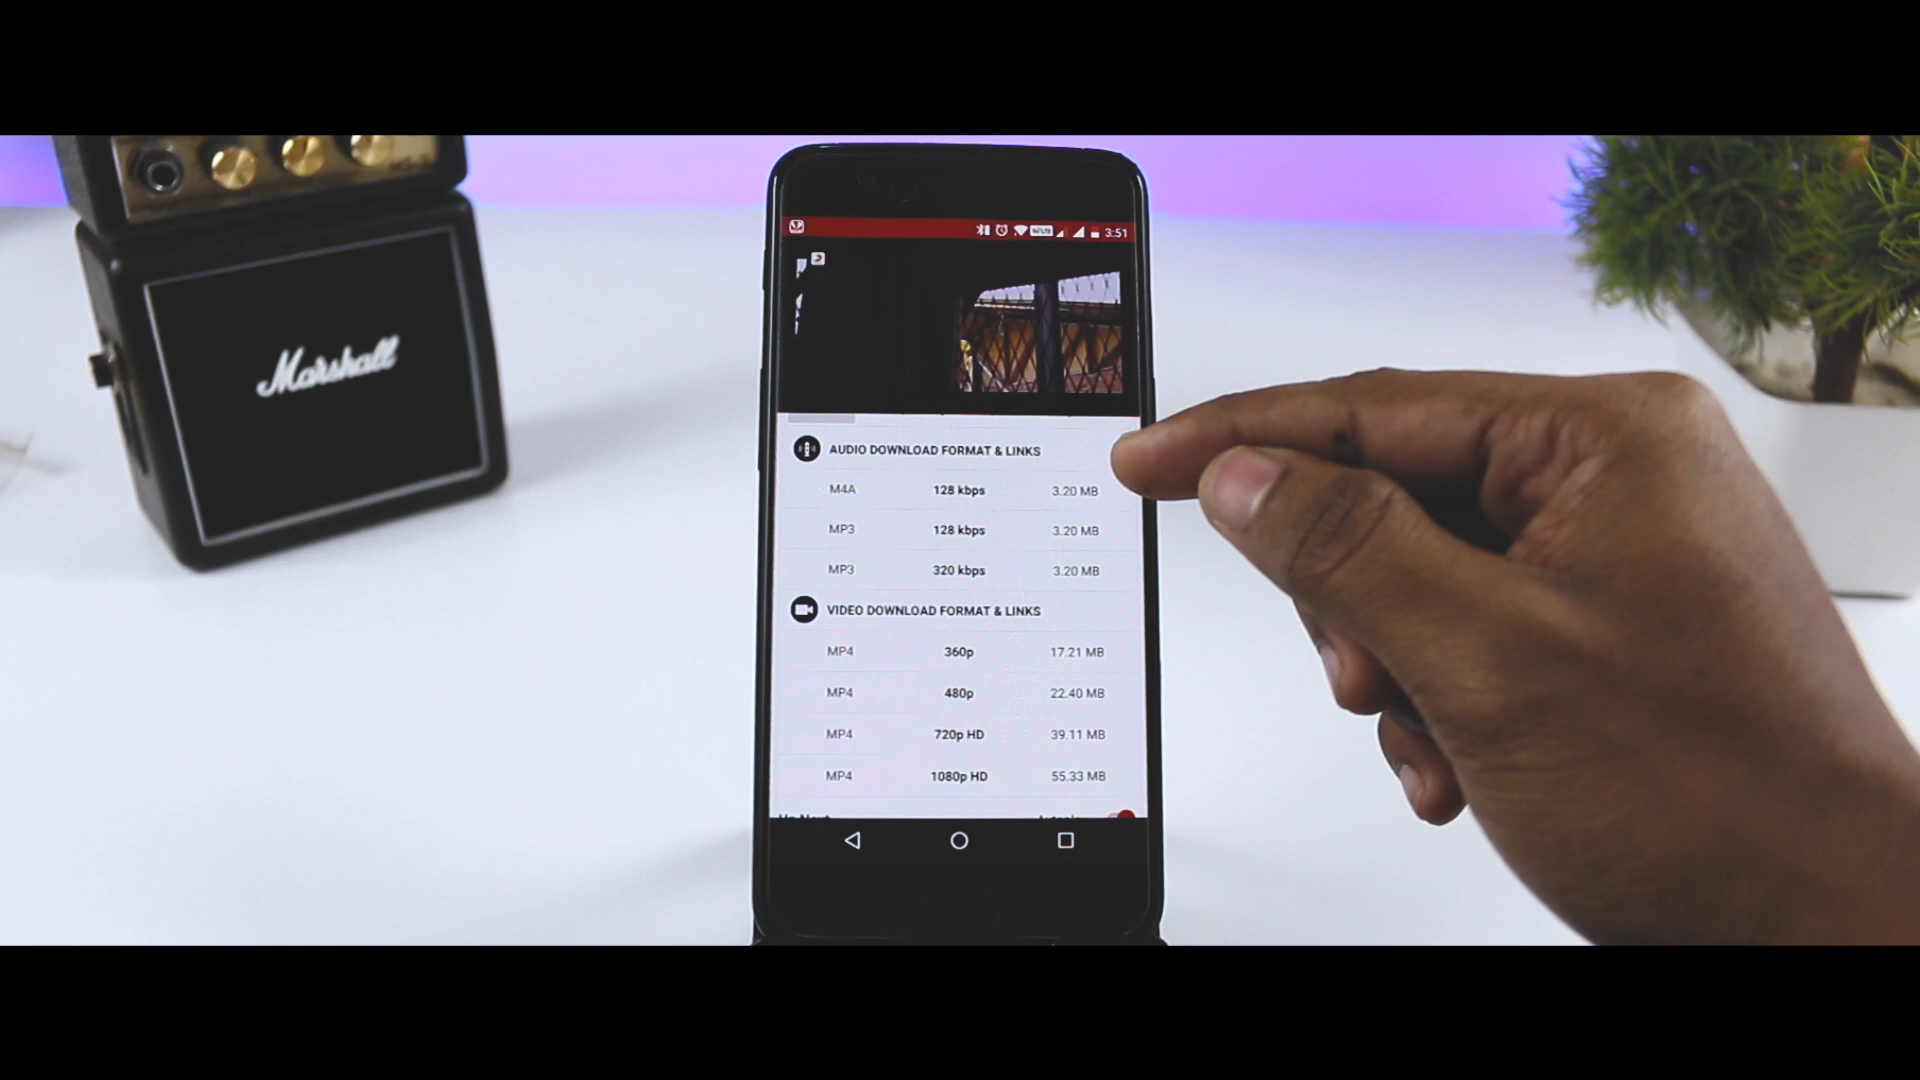 Marshall
3:51
AUDIO DOWNLOAD FORMAT & LINKS
M4A 128 kbps 3.20 MB
MP3 128 kbps 3.20 MB
MP3 320 kbps 3.20 MB
VIDEO DOWNLOAD FORMAT & LINKS
MP4 360p 17.21 MB
MP4 480p 22.40 MB
MP4 720p HD 39.11 MB
MP4 1080p HD 55.33 MB